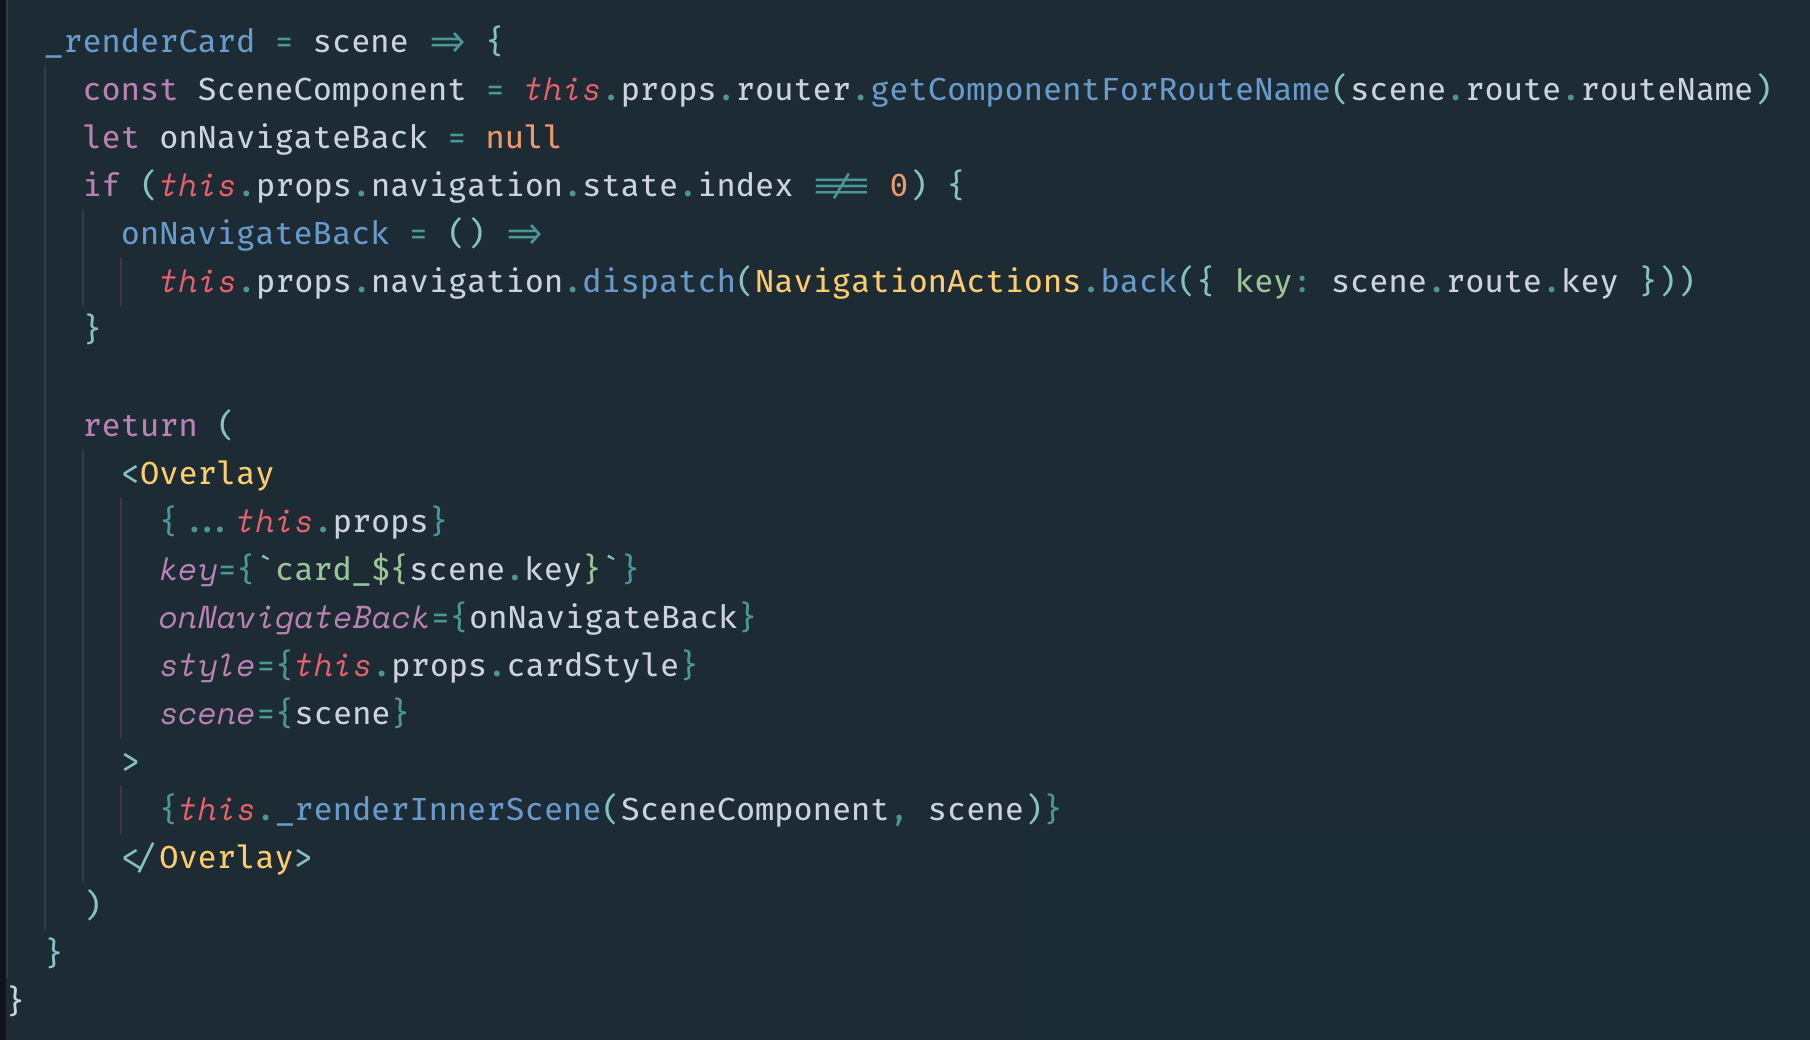 _renderCard = scene => {
const SceneComponent = this.props.router.getComponentForRouteName(scene.route.routeName)
let onNavigateBack = null
if (this.props.navigation.state.index !== 0) {
onNavigateBack = () =>
this.props.navigation.dispatch(NavigationActions.back({ key: scene.route.key }))
}
return (
<Overlay
{...this.props}
key={`card_${scene.key}`}
onNavigateBack={onNavigateBack}
style={this.props.cardStyle}
scene={scene}
>
{this._renderInnerScene(SceneComponent, scene)}
</Overlay>
)
}
}